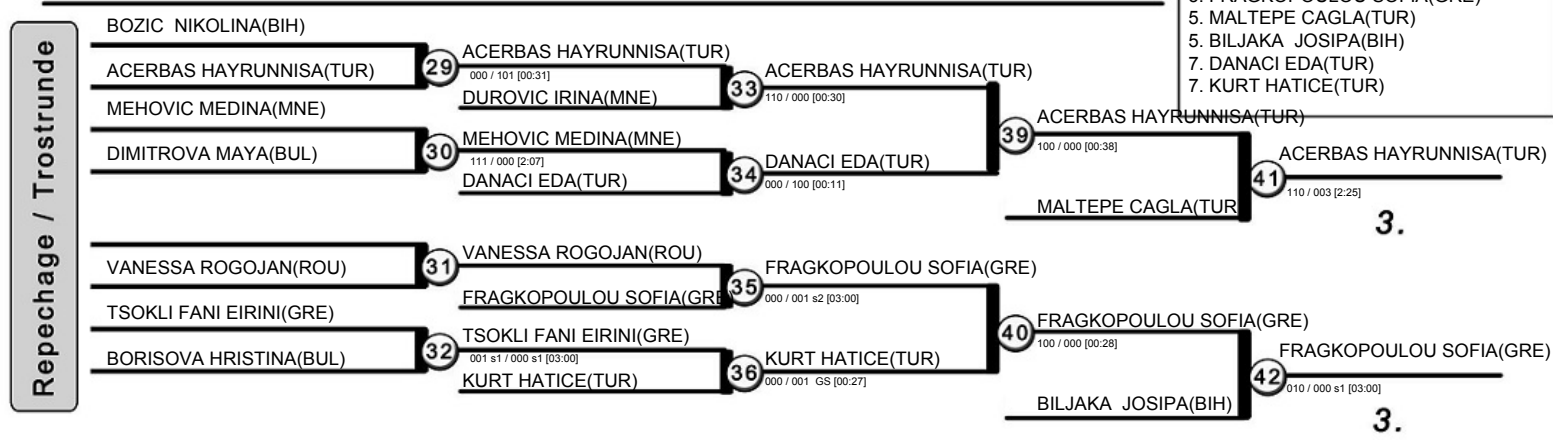 3. FRAGKOPOULOU SOFIA(GRE)
5. MALTEPE CAGLA(TUR)
5. BILJAKA  JOSIPA(BIH)
7. DANACI EDA(TUR)
7. KURT HATICE(TUR)
Repechage / Trostrunde
BOZIC  NIKOLINA(BIH)
ACERBAS HAYRUNNISA(TUR)
29
MEHOVIC MEDINA(MNE)
DIMITROVA MAYA(BUL)
30
VANESSA ROGOJAN(ROU)
31
TSOKLI FANI EIRINI(GRE)
BORISOVA HRISTINA(BUL)
32
ACERBAS HAYRUNNISA(TUR)
000 / 101 [00:31]
DUROVIC IRINA(MNE)
33
MEHOVIC MEDINA(MNE)
111 / 000 [2:07]
DANACI EDA(TUR)
34
VANESSA ROGOJAN(ROU)
FRAGKOPOULOU SOFIA(GRE)
35
TSOKLI FANI EIRINI(GRE)
001 s1 / 000 s1 [03:00]
KURT HATICE(TUR)
36
ACERBAS HAYRUNNISA(TUR)
110 / 000 [00:30]
DANACI EDA(TUR)
000 / 100 [00:11]
39
FRAGKOPOULOU SOFIA(GRE)
000 / 001 s2 [03:00]
KURT HATICE(TUR)
000 / 001  GS [00:27]
40
ACERBAS HAYRUNNISA(TUR)
100 / 000 [00:38]
MALTEPE CAGLA(TUR
41
FRAGKOPOULOU SOFIA(GRE)
100 / 000 [00:28]
BILJAKA  JOSIPA(BIH)
42
ACERBAS HAYRUNNISA(TUR)
110 / 003 [2:25]
3.
FRAGKOPOULOU SOFIA(GRE)
010 / 000 s1 [03:00]
3.